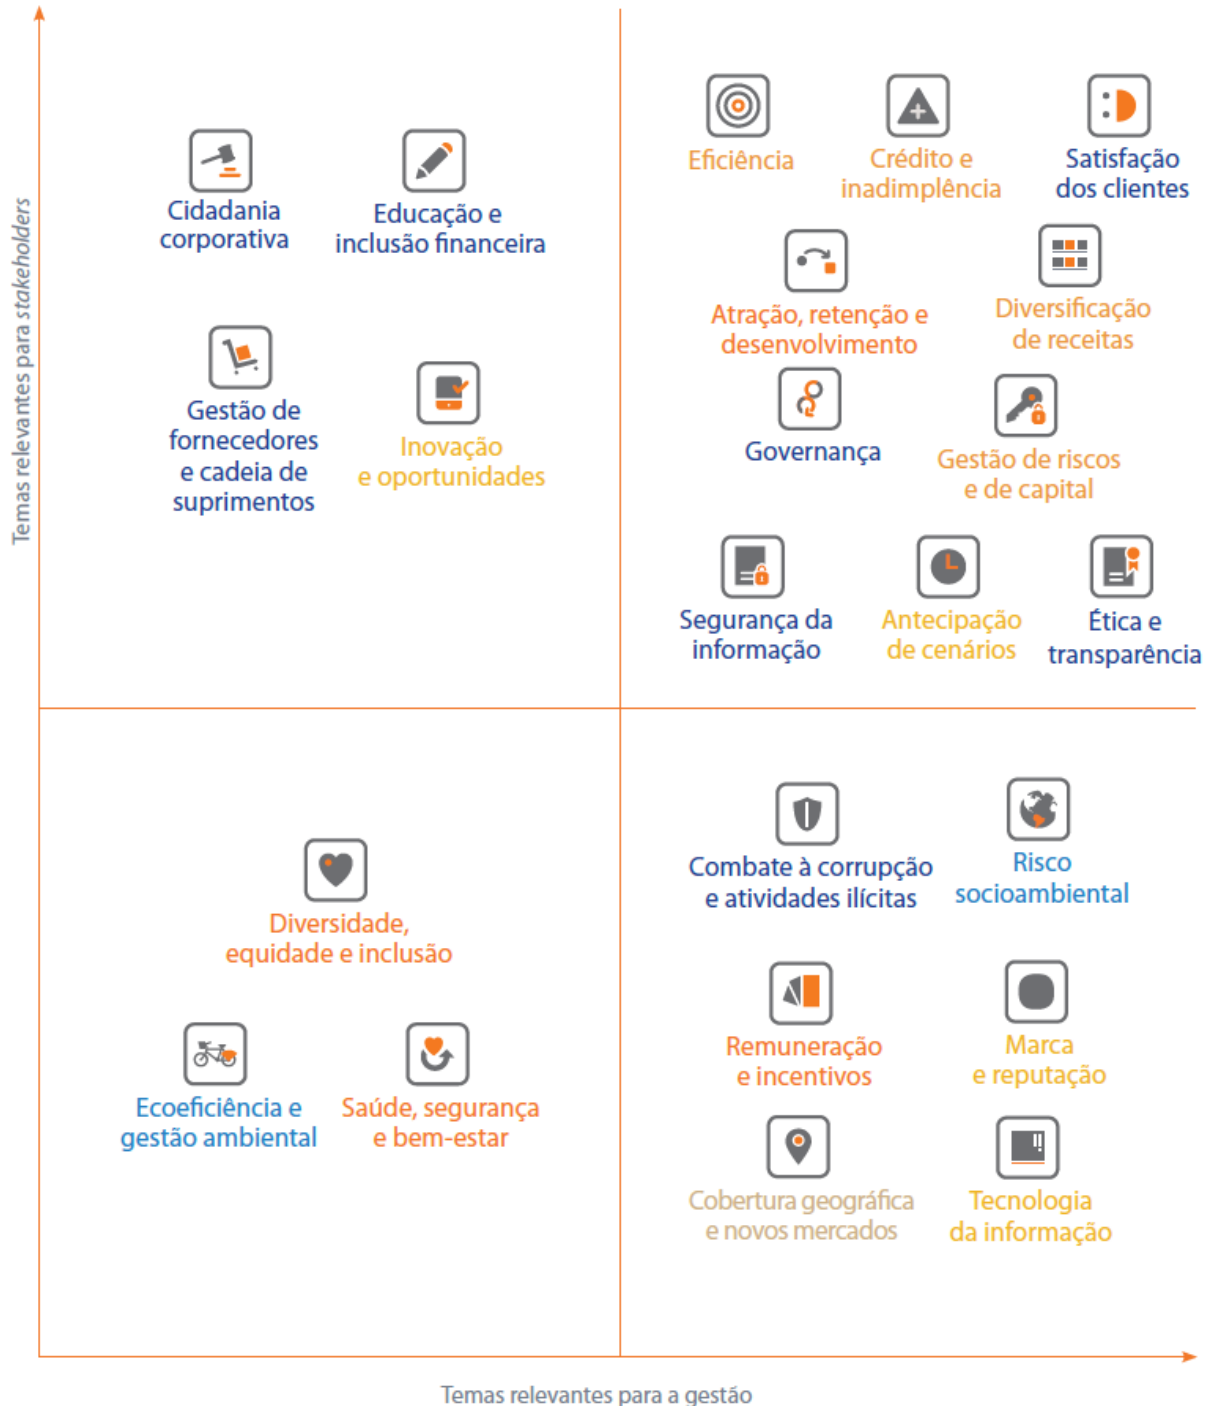 Temas relevantes para stakeholders
Cidadania
corporativa
Educação e
inclusão financeira
Gestão de
fornecedores
e cadeia de
suprimentos
Inovação
e oportunidades
Eficiência
Crédito e
inadimplência
Satisfação
dos clientes
Atração, retenção e
desenvolvimento
Diversificação
de receitas
Governança
Gestão de riscos
e de capital
Segurança da
informação
Antecipação
de cenários
Ética e
transparência
Diversidade,
equidade e inclusão
Ecoeficiência e
gestão ambiental
Saúde, segurança
e bem-estar
Combate à corrupção
e atividades ilícitas
Risco
socioambiental
Remuneração
e incentivos
Marca
e reputação
Cobertura geográfica
e novos mercados
Tecnologia
da informação
Temas relevantes para a gestão